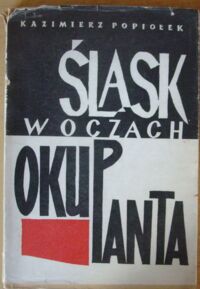 KAZIMIERZ POPIOŁEK
ŚLĄSK
W OCZACH
OKUPANTA